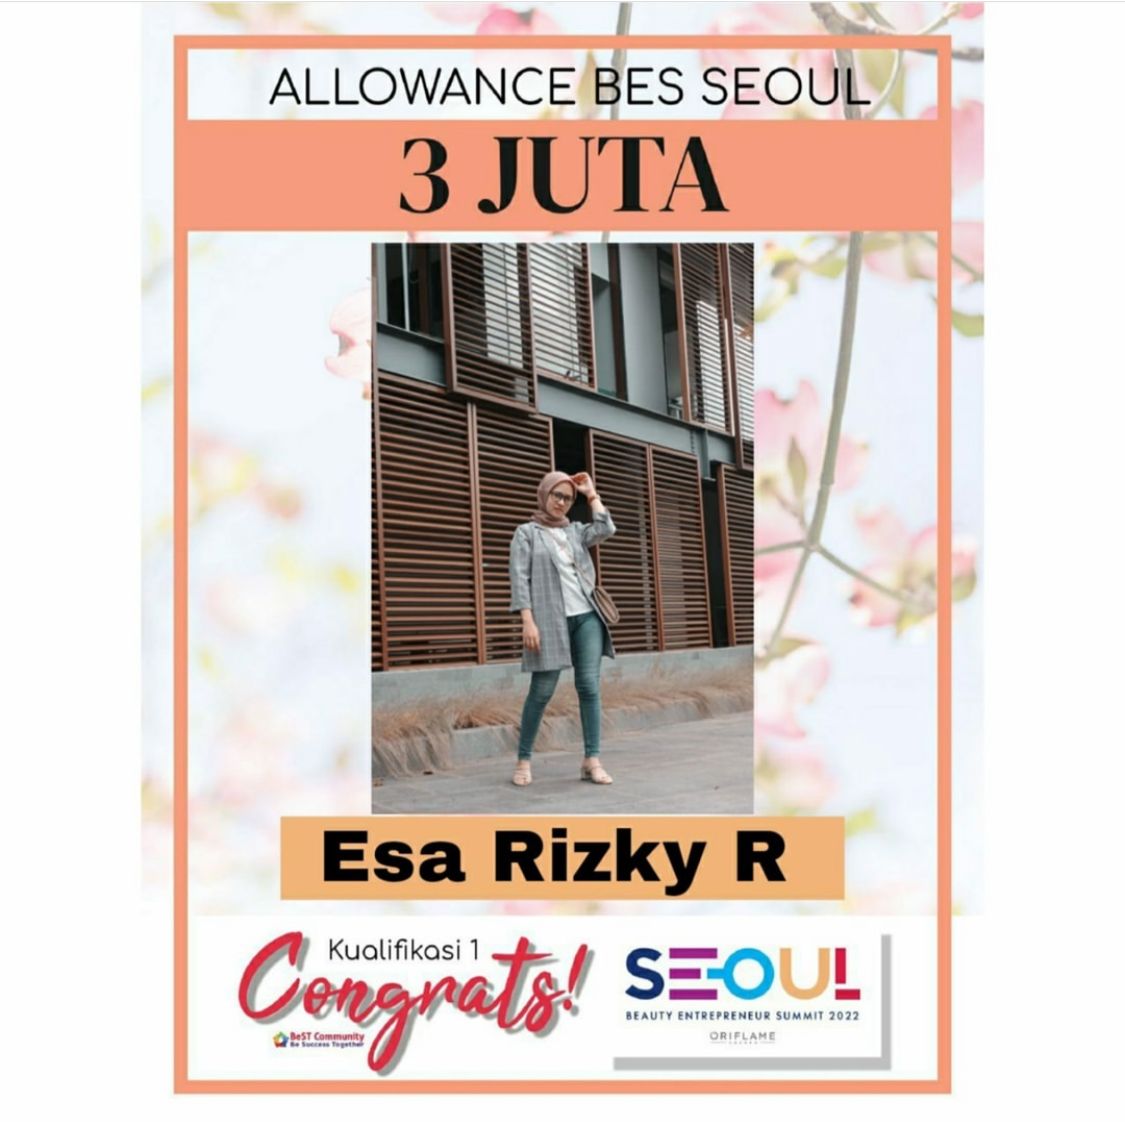 ALLOWANCE BES SEOUL
3 JUTA
Esa Rizky R
Kualifikasi 1
Congrats!
BeST Community
Be Success Together
SEOUL
BEAUTY ENTREPRENEUR SUMMIT 2022
ORIFLAME